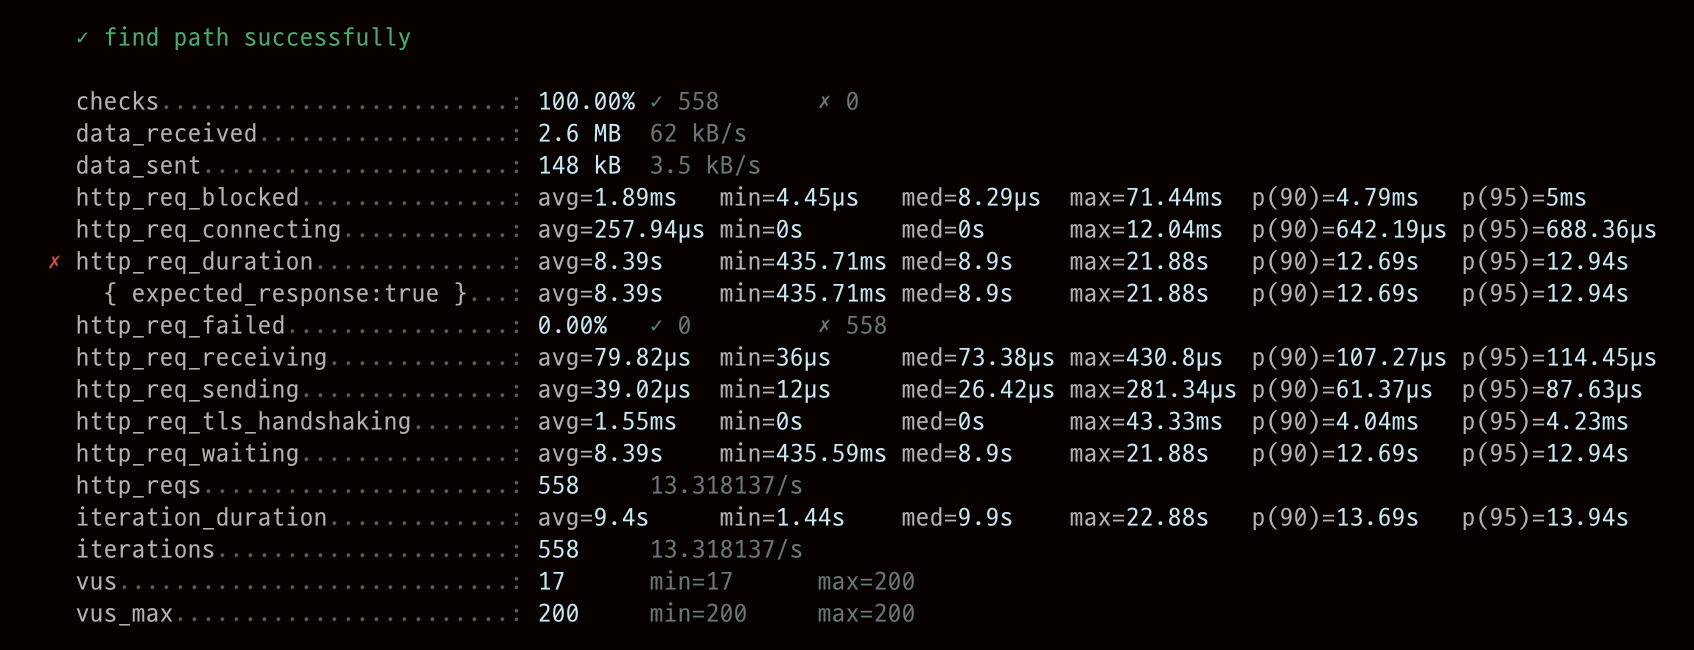 ✓ find path successfully
checks.........................: 100.00% ✓ 558       ✗ 0
data_received..................: 2.6 MB  62 kB/s
data_sent......................: 148 kB  3.5 kB/s
http_req_blocked...............: avg=1.89ms   min=4.45µs   med=8.29µs  max=71.44ms  p(90)=4.79ms   p(95)=5ms
http_req_connecting............: avg=257.94µs min=0s       med=0s      max=12.04ms  p(90)=642.19µs p(95)=688.36µs
✗ http_req_duration..............: avg=8.39s    min=435.71ms med=8.9s    max=21.88s   p(90)=12.69s   p(95)=12.94s
{ expected_response:true }...: avg=8.39s    min=435.71ms med=8.9s    max=21.88s   p(90)=12.69s   p(95)=12.94s
http_req_failed................: 0.00%   ✓ 0         ✗ 558
http_req_receiving.............: avg=79.82µs  min=36µs     med=73.38µs max=430.8µs  p(90)=107.27µs p(95)=114.45µs
http_req_sending...............: avg=39.02µs  min=12µs     med=26.42µs max=281.34µs p(90)=61.37µs  p(95)=87.63µs
http_req_tls_handshaking.......: avg=1.55ms   min=0s       med=0s      max=43.33ms  p(90)=4.04ms   p(95)=4.23ms
http_req_waiting...............: avg=8.39s    min=435.59ms med=8.9s    max=21.88s   p(90)=12.69s   p(95)=12.94s
http_reqs......................: 558     13.318137/s
iteration_duration.............: avg=9.4s     min=1.44s    med=9.9s    max=22.88s   p(90)=13.69s   p(95)=13.94s
iterations.....................: 558     13.318137/s
vus............................: 17      min=17      max=200
vus_max........................: 200     min=200     max=200